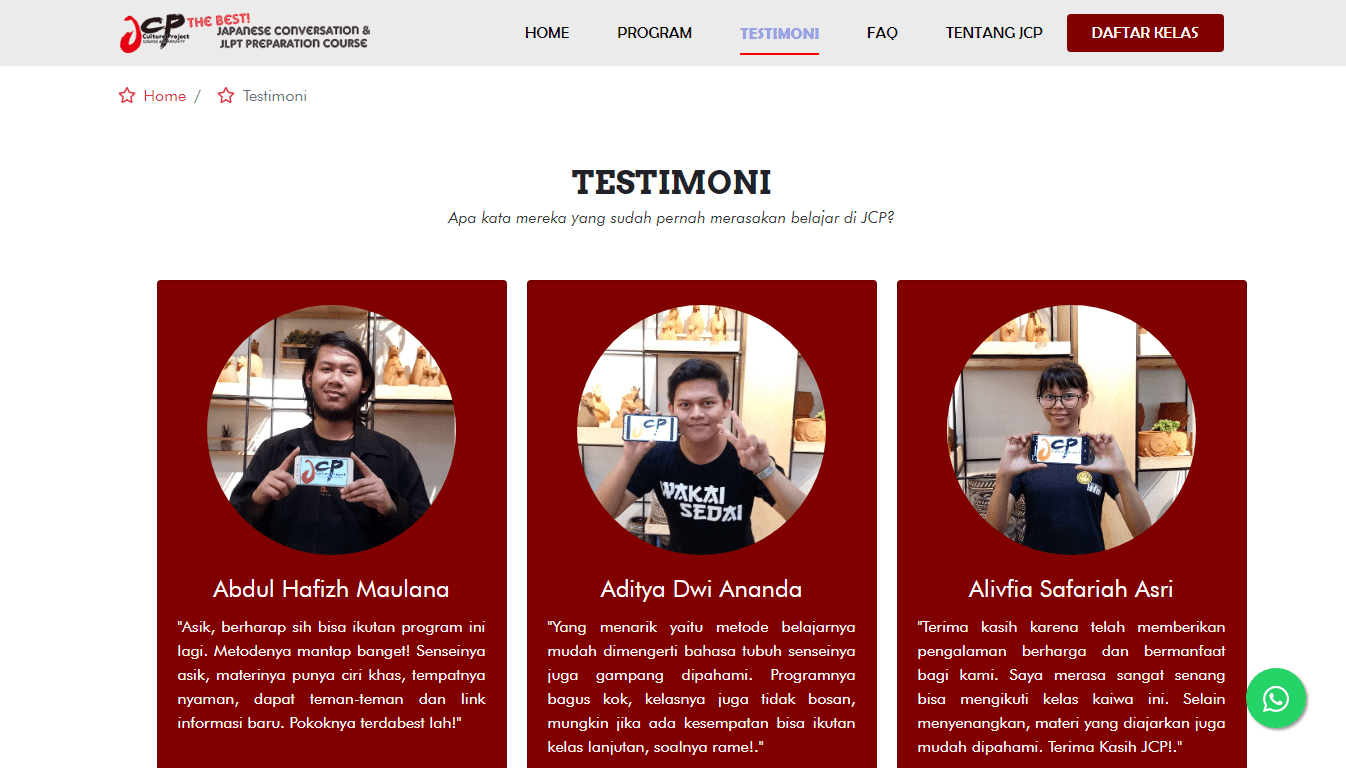 JCP
Culture Project
THE BEST!
JAPANESE CONVERSATION &
JLPT PREPARATION COURSE
HOME
PROGRAM
TESTIMONI
FAQ
TENTANG JCP
DAFTAR KELAS
Home / Testimoni
TESTIMONI
Apa kata mereka yang sudah pernah merasakan belajar di JCP?
JCP
Culture Project
CP
WAKAI
SEDAI
JCP
Abdul Hafizh Maulana
"Asik, berharap sih bisa ikutan program ini
lagi. Metodenya mantap banget! Senseinya
asik, materinya punya ciri khas, tempatnya
nyaman, dapat teman-teman dan link
informasi baru. Pokoknya terdabest lah!"
Aditya Dwi Ananda
"Yang menarik yaitu metode belajarnya
mudah dimengerti bahasa tubuh senseinya
juga gampang dipahami. Programnya
bagus kok, kelasnya juga tidak bosan,
mungkin jika ada kesempatan bisa ikutan
kelas lanjutan, soalnya rame!."
Alivfia Safariah Asri
"Terima kasih karena telah memberikan
pengalaman berharga dan bermanfaat
bagi kami. Saya merasa sangat senang
bisa mengikuti kelas kaiwa ini. Selain
menyenangkan, materi yang diajarkan juga
mudah dipahami. Terima Kasih JCP!."